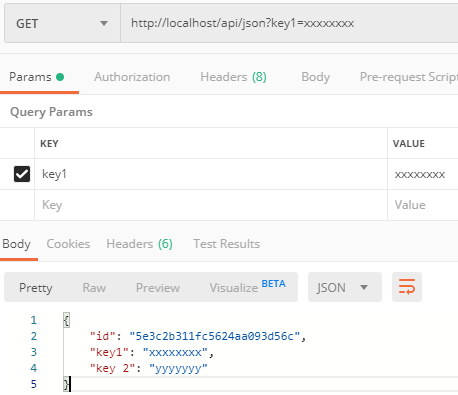 GET http://localhost/api/json?key1=xxxxxxxx
Params Authorization Headers (8) Body Pre-request Script
Query Params
KEY VALUE
key1 xxxxxxxx
Key Value
Body Cookies Headers (6) Test Results
Pretty Raw Preview Visualize BETA JSON
1 {
2 "id": "5e3c2b311fc5624aa093d56c",
3 "key1": "xxxxxxxx",
4 "key 2": "yyyyyyy"
5 }